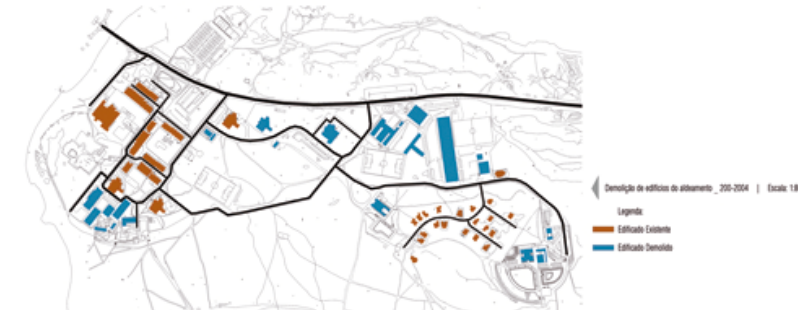 Demolição de edifícios do aldeamento _ 200-2004 | Escala: 1:8
Legenda:
Edificado Existente
Edificado Demolido